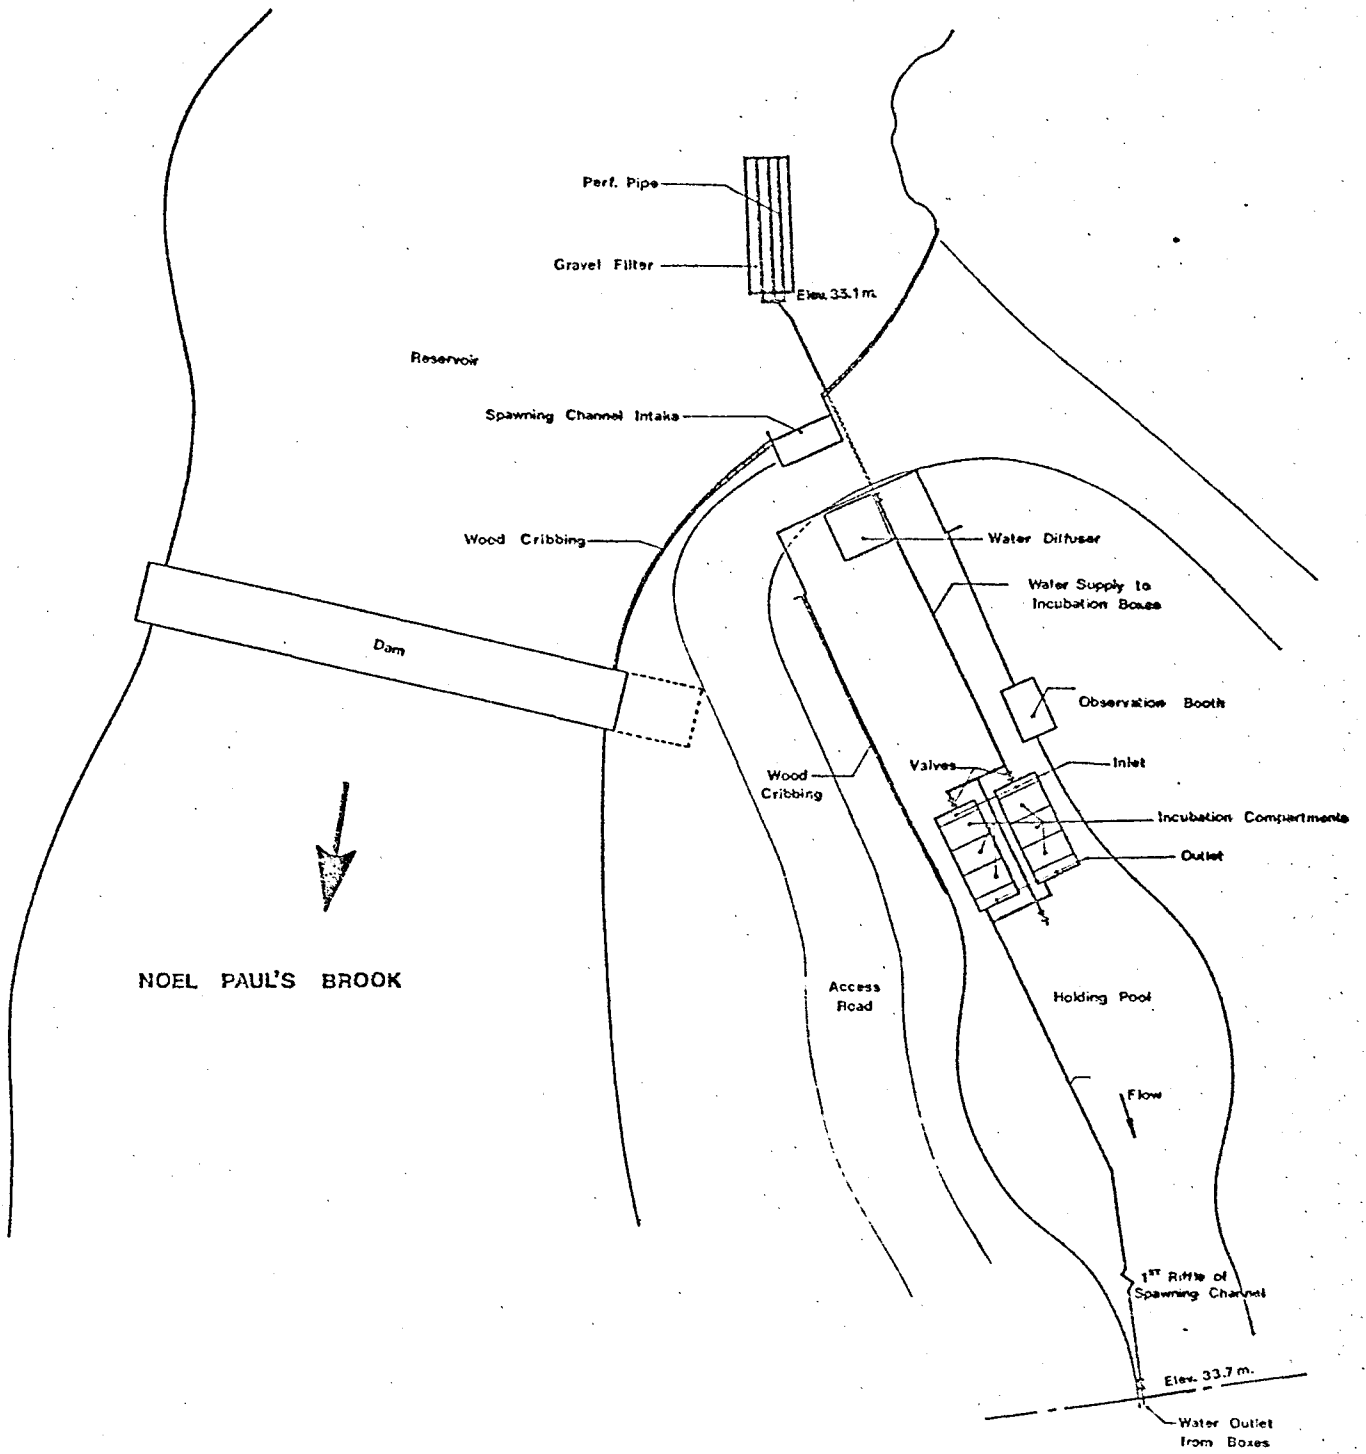 Perf. Pipe
Gravel Filter
Elev. 33.1 m.
Reservoir
Spawning Channel Intake
Wood Cribbing
Water Diffuser
Water Supply to
Incubation Boxes
Dam
Observation Booth
Valves
Inlet
Wood
Cribbing
Incubation Compartments
Outlet
NOEL PAUL'S BROOK
Access
Road
Holding Pool
Flow
1ST Riffle of
Spawning Channel
Elev. 33.7 m.
Water Outlet
from Boxes